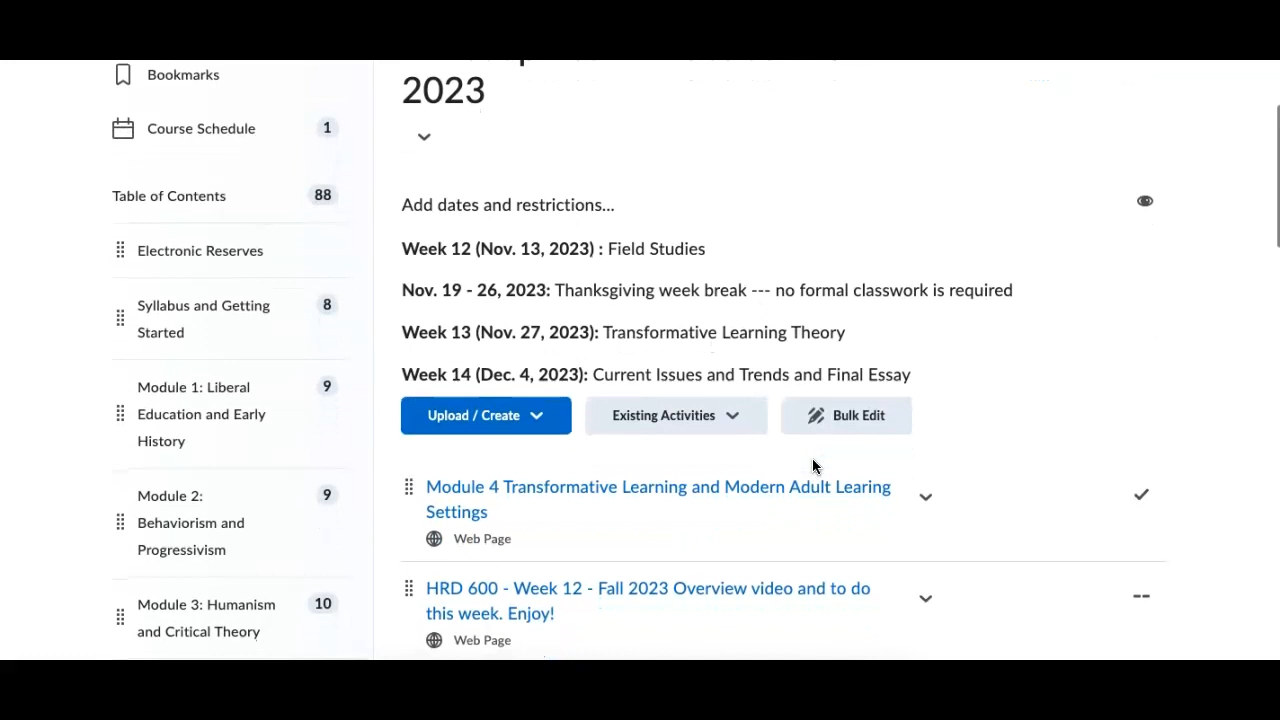 Bookmarks
Course Schedule 1
Table of Contents 88
Electronic Reserves
Syllabus and Getting 8
Started
Module 1: Liberal 9
Education and Early
History
Module 2: 9
Behaviorism and
Progressivism
Module 3: Humanism 10
and Critical Theory
2023
Add dates and restrictions...
Week 12 (Nov. 13, 2023) : Field Studies
Nov. 19 - 26, 2023: Thanksgiving week break --- no formal classwork is required
Week 13 (Nov. 27, 2023): Transformative Learning Theory
Week 14 (Dec. 4, 2023): Current Issues and Trends and Final Essay
Upload / Create Existing Activities Bulk Edit
Module 4 Transformative Learning and Modern Adult Learing
Settings
Web Page
HRD 600 - Week 12 - Fall 2023 Overview video and to do --
this week. Enjoy!
Web Page